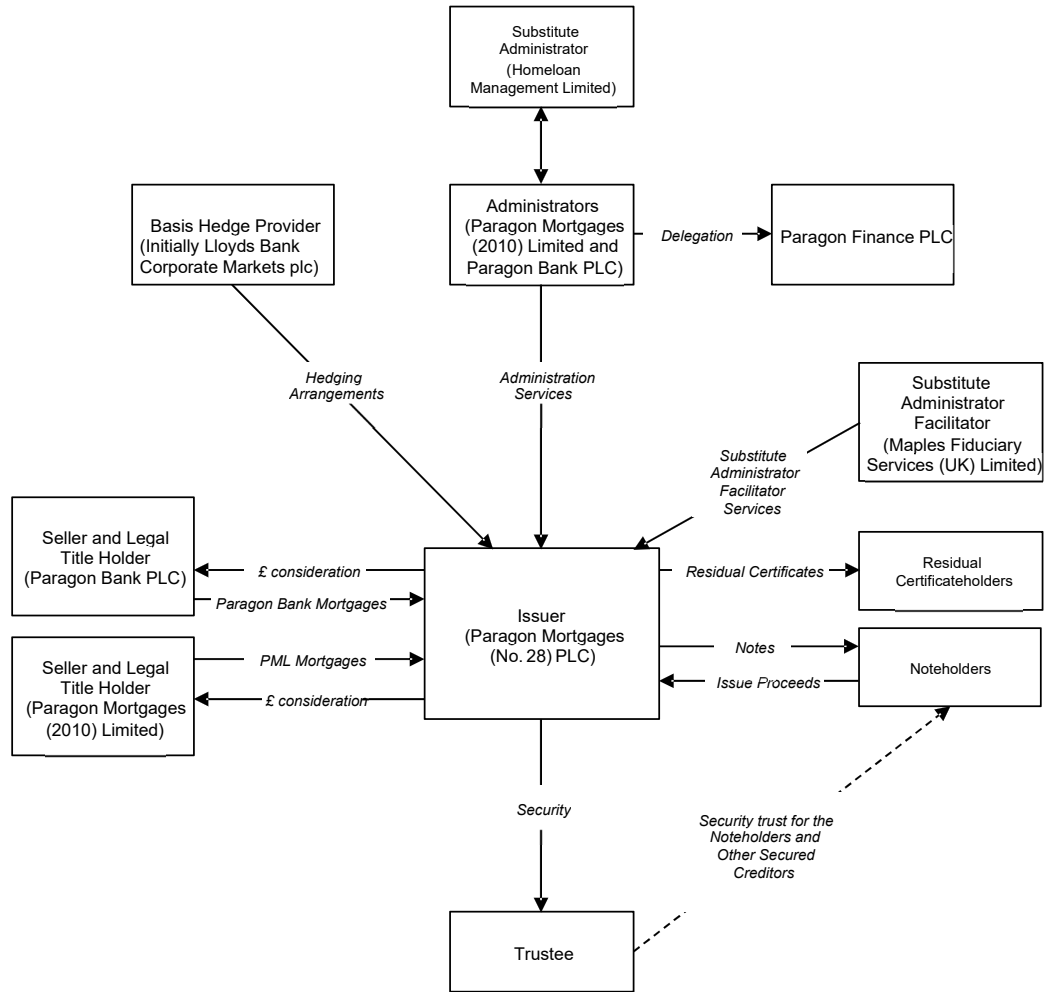 Substitute
Administrator
(Homeloan
Management Limited)
Basis Hedge Provider
(Initially Lloyds Bank
Corporate Markets plc)
Administrators
(Paragon Mortgages
(2010) Limited and
Paragon Bank PLC)
Delegation
Paragon Finance PLC
Hedging
Arrangements
Administration
Services
Substitute
Administrator
Facilitator
(Maples Fiduciary
Services (UK) Limited)
Substitute
Administrator
Facilitator
Services
Seller and Legal
Title Holder
(Paragon Bank PLC)
£ consideration
Paragon Bank Mortgages
Issuer
(Paragon Mortgages
(No. 28) PLC)
Residual Certificates
Residual
Certificateholders
Seller and Legal
Title Holder
(Paragon Mortgages
(2010) Limited)
PML Mortgages
£ consideration
Notes
Issue Proceeds
Noteholders
Security
Security trust for the
Noteholders and
Other Secured
Creditors
Trustee